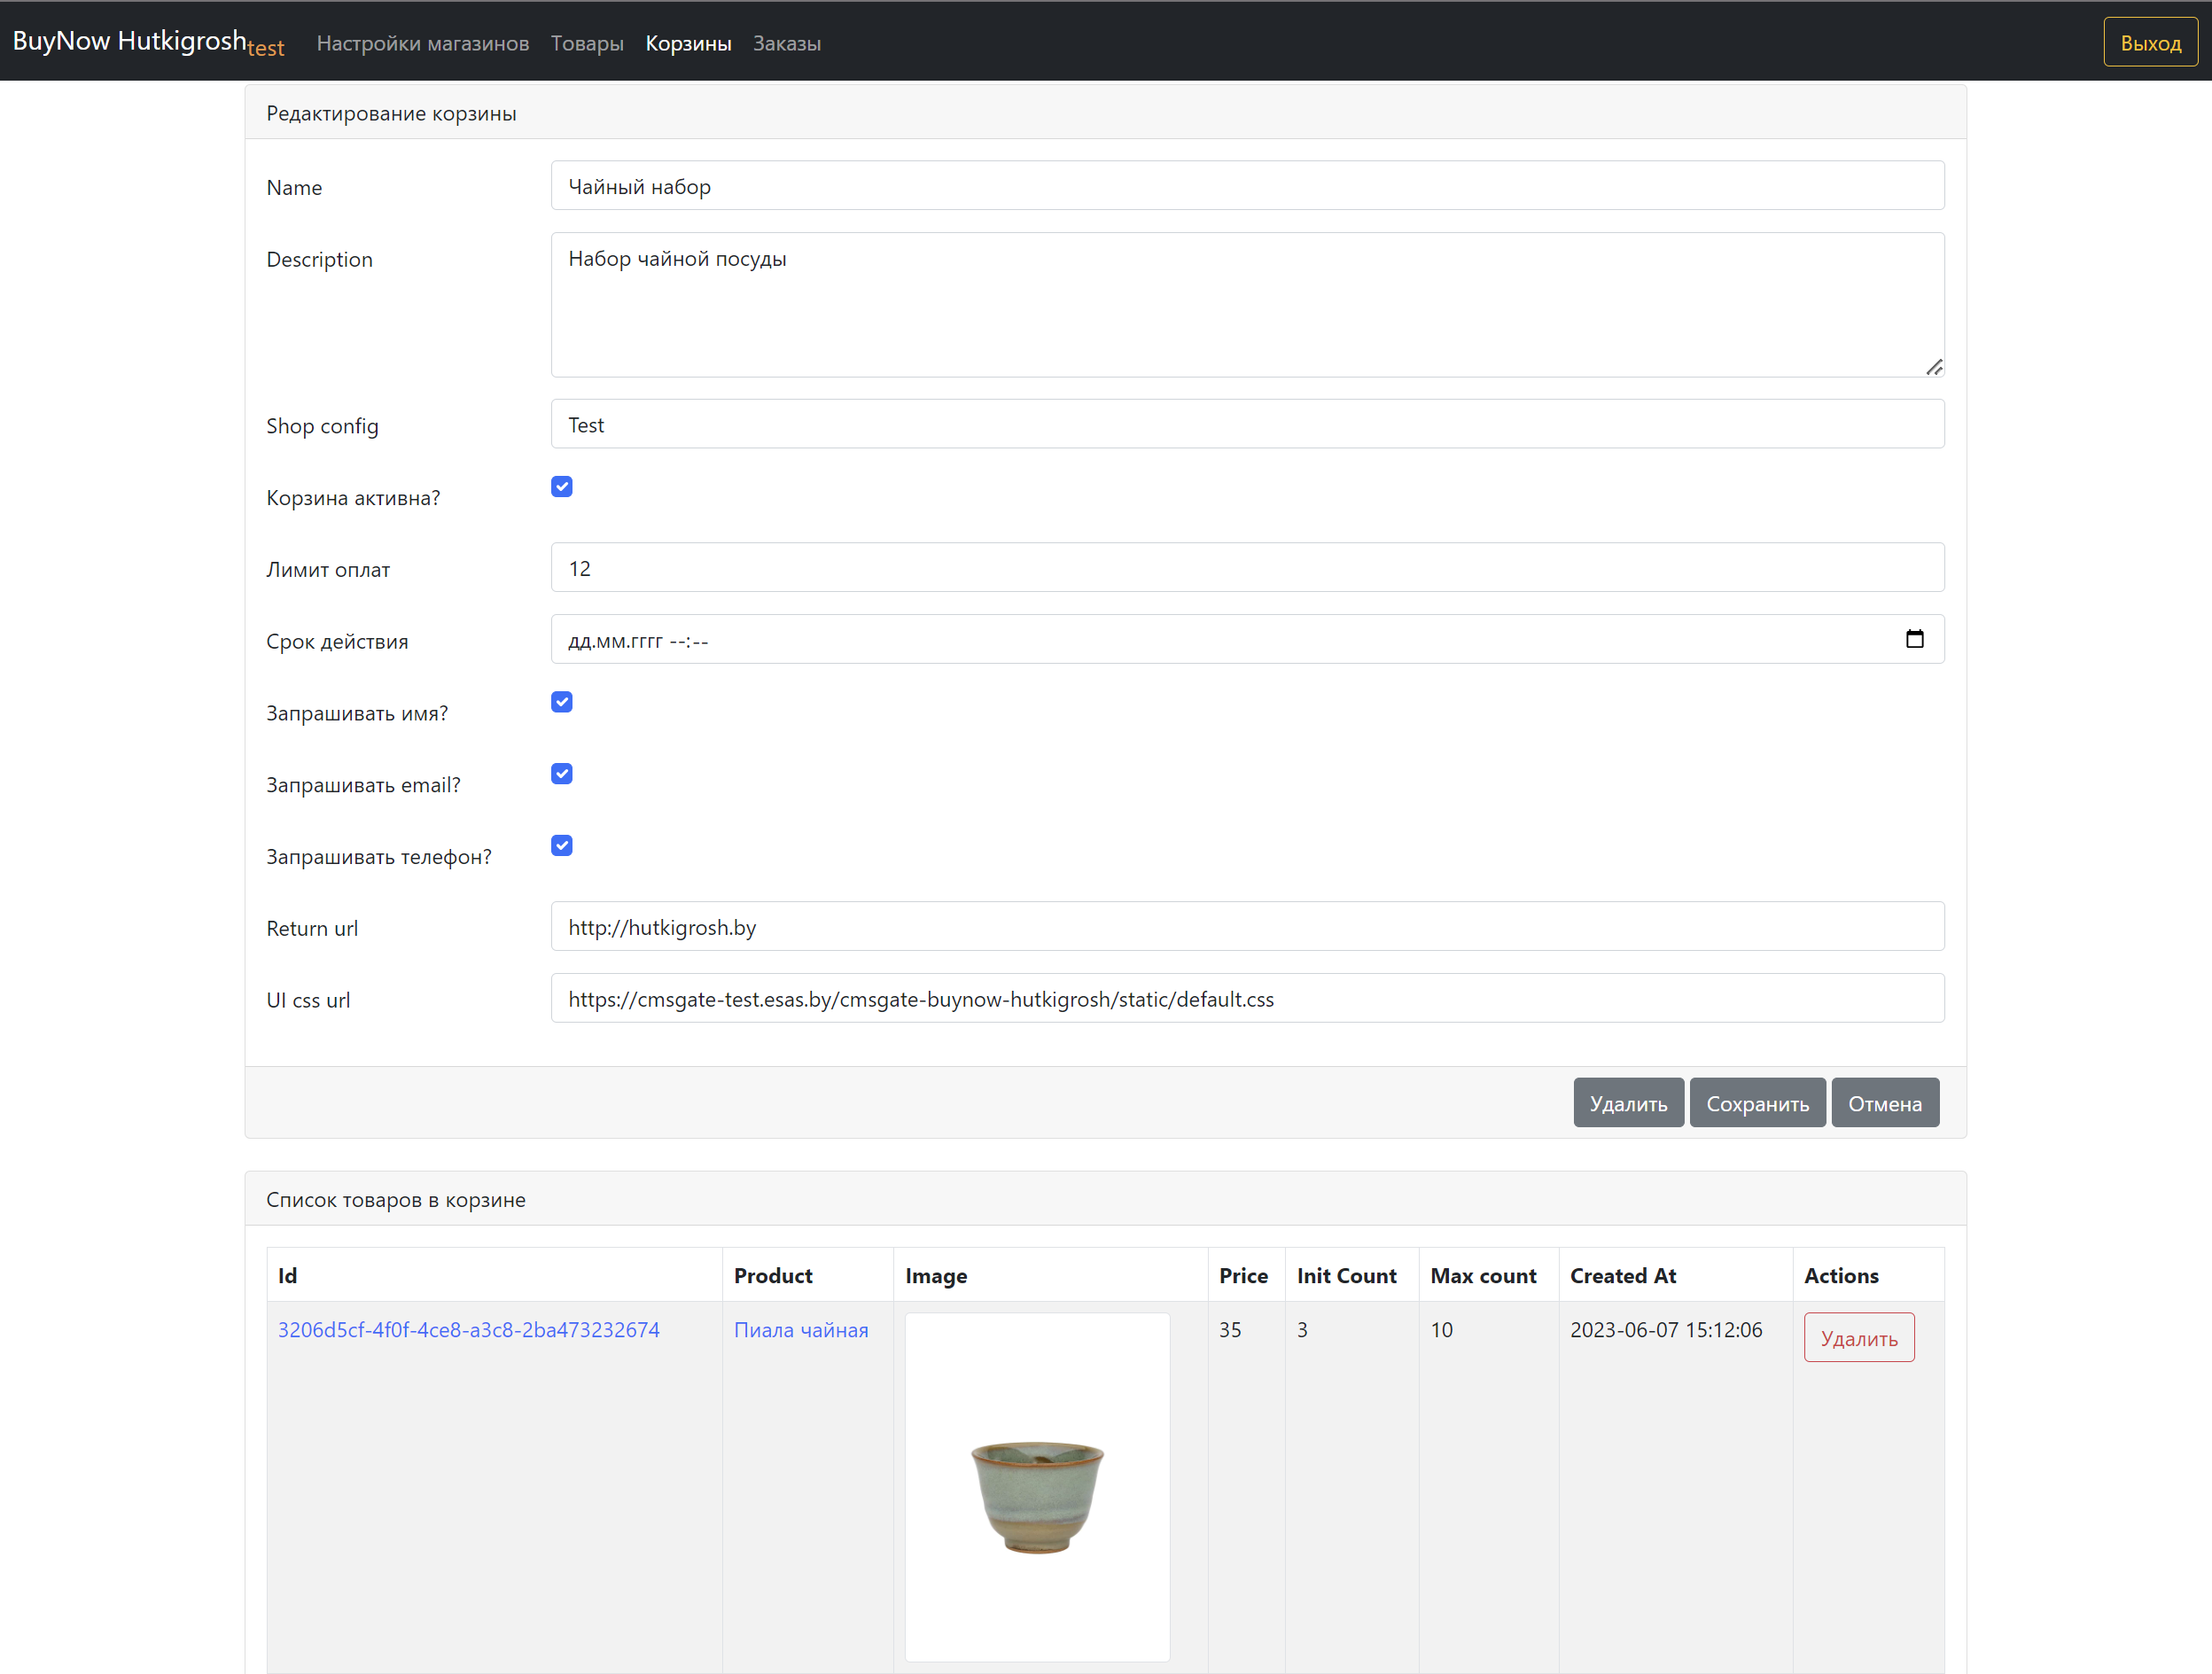 BuyNow Hutkigrosh test Настройки магазинов Товары Корзины Заказы Выход
Редактирование корзины
Name Чайный набор
Description Набор чайной посуды
Shop config Test
Корзина активна?
Лимит оплат 12
Срок действия дд.мм.гггг --:--
Запрашивать имя?
Запрашивать email?
Запрашивать телефон?
Return url http://hutkigrosh.by
UI css url https://cmsgate-test.esas.by/cmsgate-buynow-hutkigrosh/static/default.css
Удалить Сохранить Отмена
Список товаров в корзине
Id Product Image Price Init Count Max count Created At Actions
3206d5cf-4f0f-4ce8-a3c8-2ba473232674 Пиала чайная 35 3 10 2023-06-07 15:12:06 Удалить